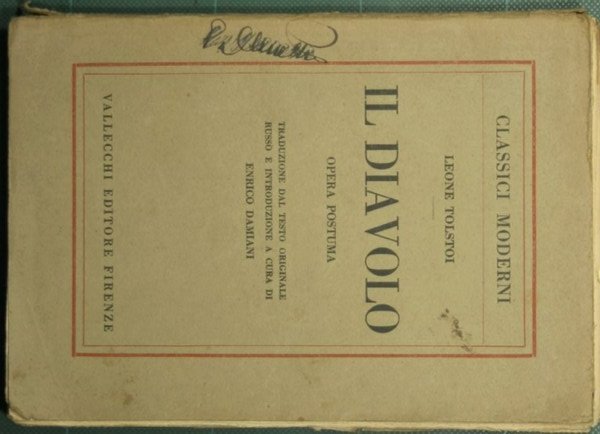 CLASSICI MODERNI
LEONE TOLSTOI
IL DIAVOLO
OPERA POSTUMA
TRADUZIONE DAL TESTO ORIGINALE
RUSSO E INTRODUZIONE A CURA DI
ENRICO DAMIANI
VALLECCHI EDITORE FIRENZE